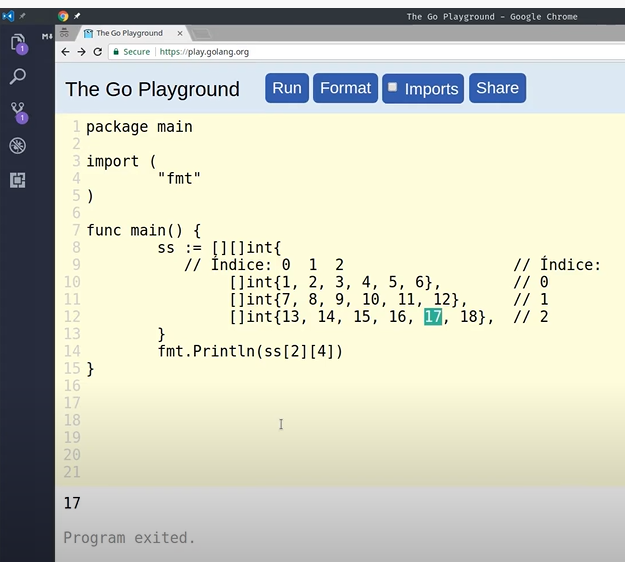 The Go Playground - Google Chrome
The Go Playground
Secure https://play.golang.org
The Go Playground Run Format Imports Share
1 package main
2
3 import (
4 "fmt"
5 )
6
7 func main() {
8 ss := [][]int{
9 // Índice: 0 1 2 // Índice:
10 []int{1, 2, 3, 4, 5, 6}, // 0
11 []int{7, 8, 9, 10, 11, 12}, // 1
12 []int{13, 14, 15, 16, 17, 18}, // 2
13 }
14 fmt.Println(ss[2][4])
15 }
16
17
18
19
20
21
17
Program exited.
1
1
M